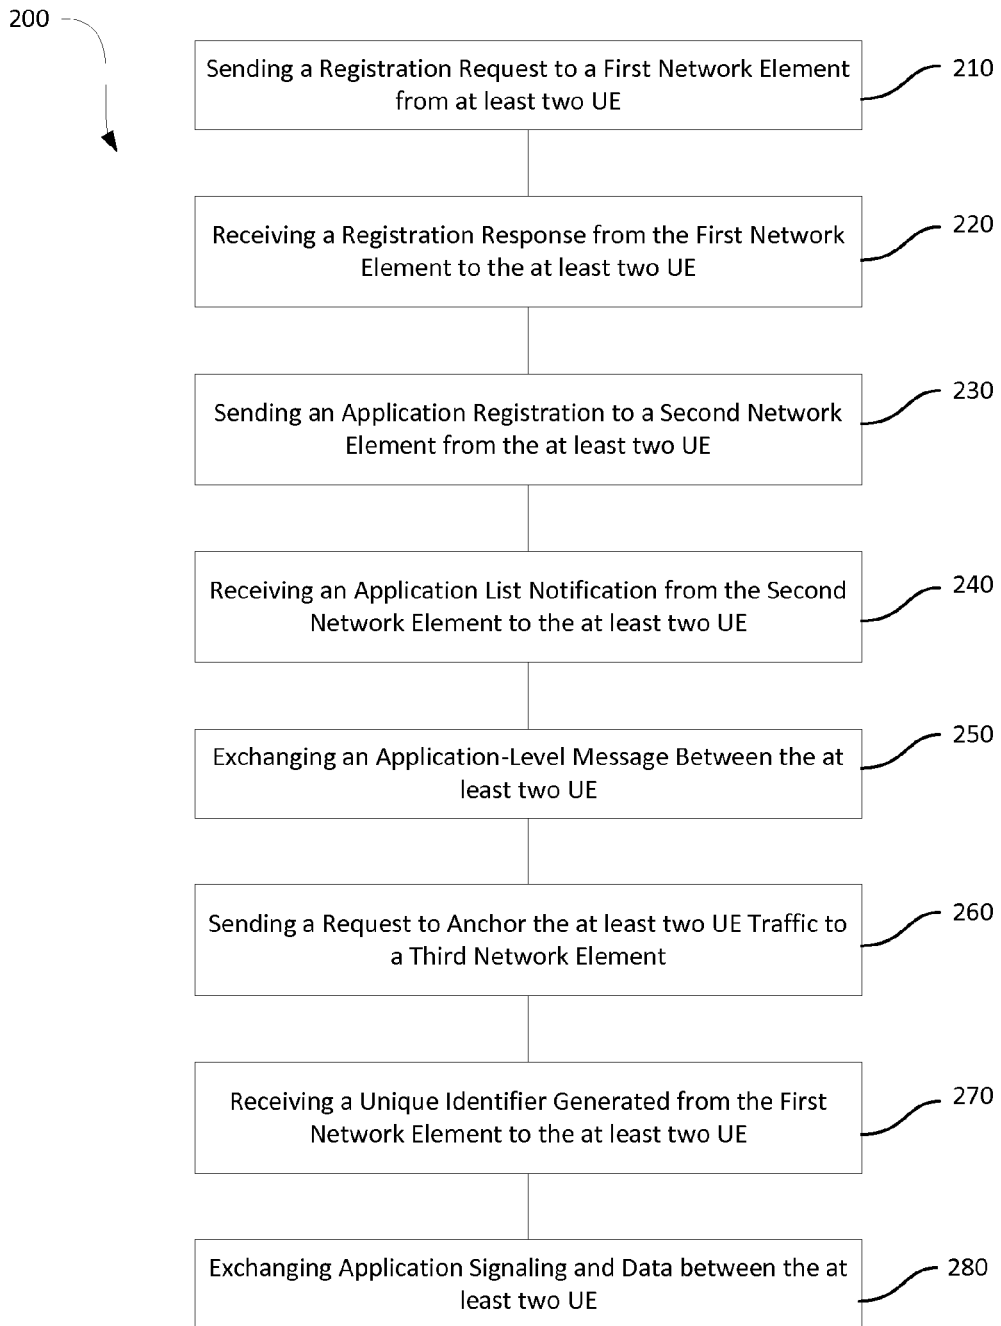 200
Sending a Registration Request to a First Network Element
from at least two UE
210
Receiving a Registration Response from the First Network
Element to the at least two UE
220
Sending an Application Registration to a Second Network
Element from the at least two UE
230
Receiving an Application List Notification from the Second
Network Element to the at least two UE
240
Exchanging an Application-Level Message Between the at
least two UE
250
Sending a Request to Anchor the at least two UE Traffic to
a Third Network Element
260
Receiving a Unique Identifier Generated from the First
Network Element to the at least two UE
270
Exchanging Application Signaling and Data between the at
least two UE
280